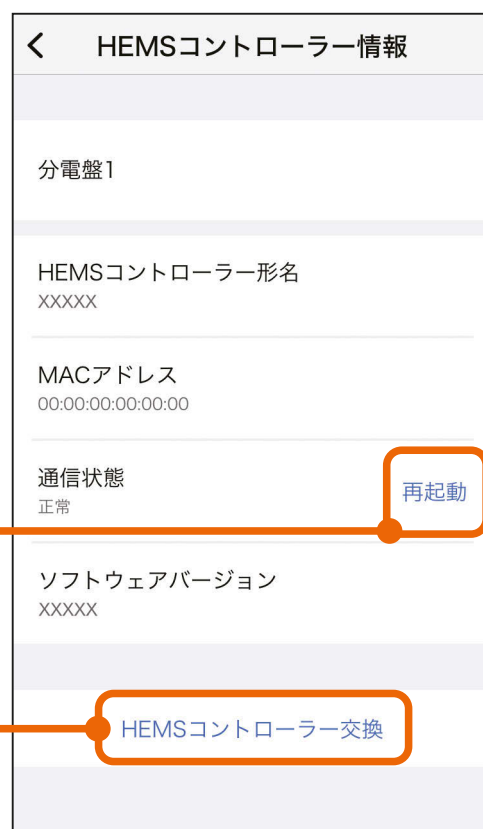 HEMSコントローラー情報
分電盤1
HEMSコントローラー形名
XXXXX
MACアドレス
00:00:00:00:00:00
通信状態
正常
再起動
ソフトウェアバージョン
XXXXX
HEMSコントローラー交換